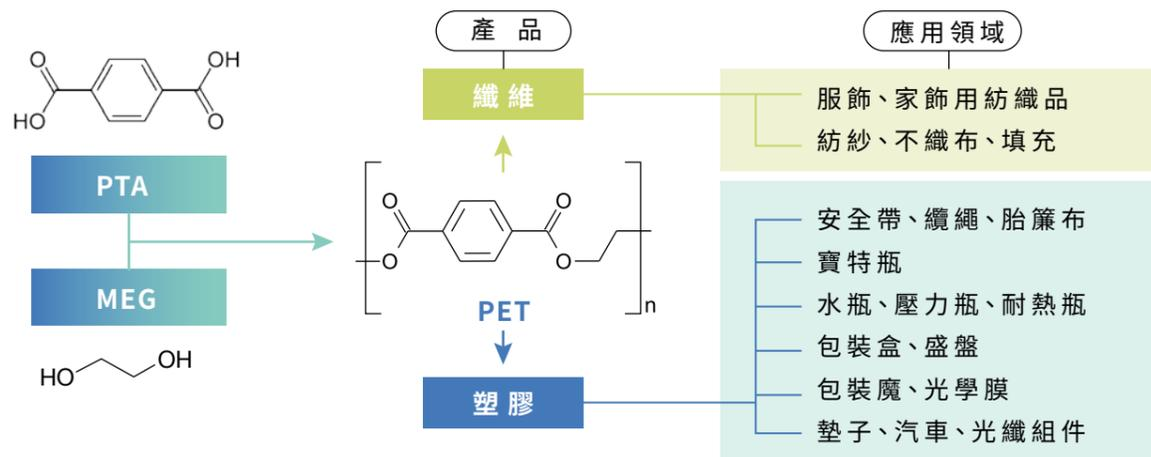 產 品
應用領域
O
OH
HO
O
纖維
服飾、家飾用紡織品
紡紗、不織布、填充
PTA
MEG
HO
OH
O
O
O
O
n
PET
塑膠
安全帶、纜繩、胎簾布
寶特瓶
水瓶、壓力瓶、耐熱瓶
包裝盒、盛盤
包裝魔、光學膜
墊子、汽車、光纖組件